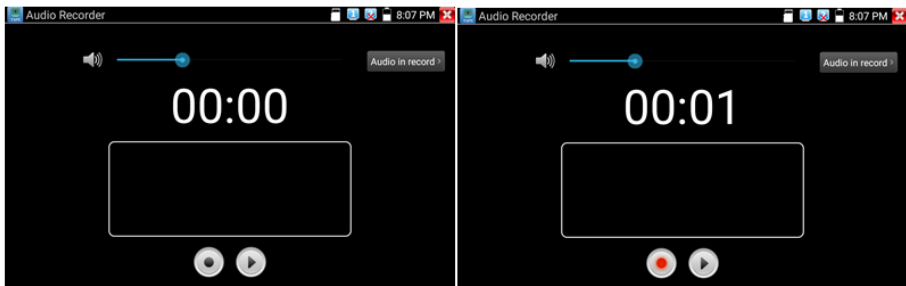 Audio Recorder 8:07 PM
Audio in record >
00:00
Audio Recorder 8:07 PM
Audio in record >
00:01